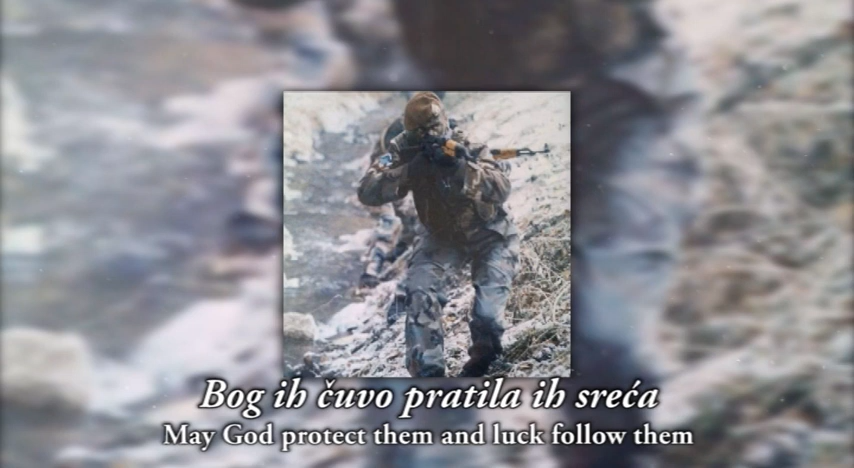 Bog ih čuvo pratila ih sreća
May God protect them and luck follow them